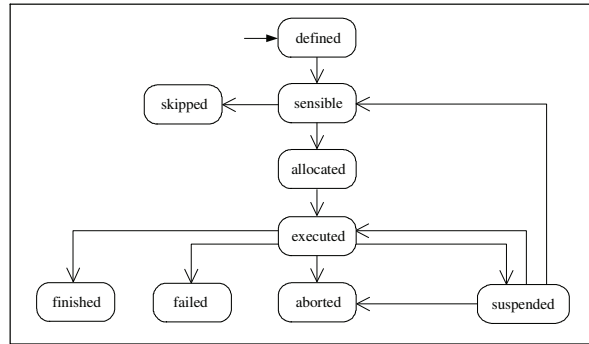 defined
skipped
sensible
allocated
executed
finished
failed
aborted
suspended